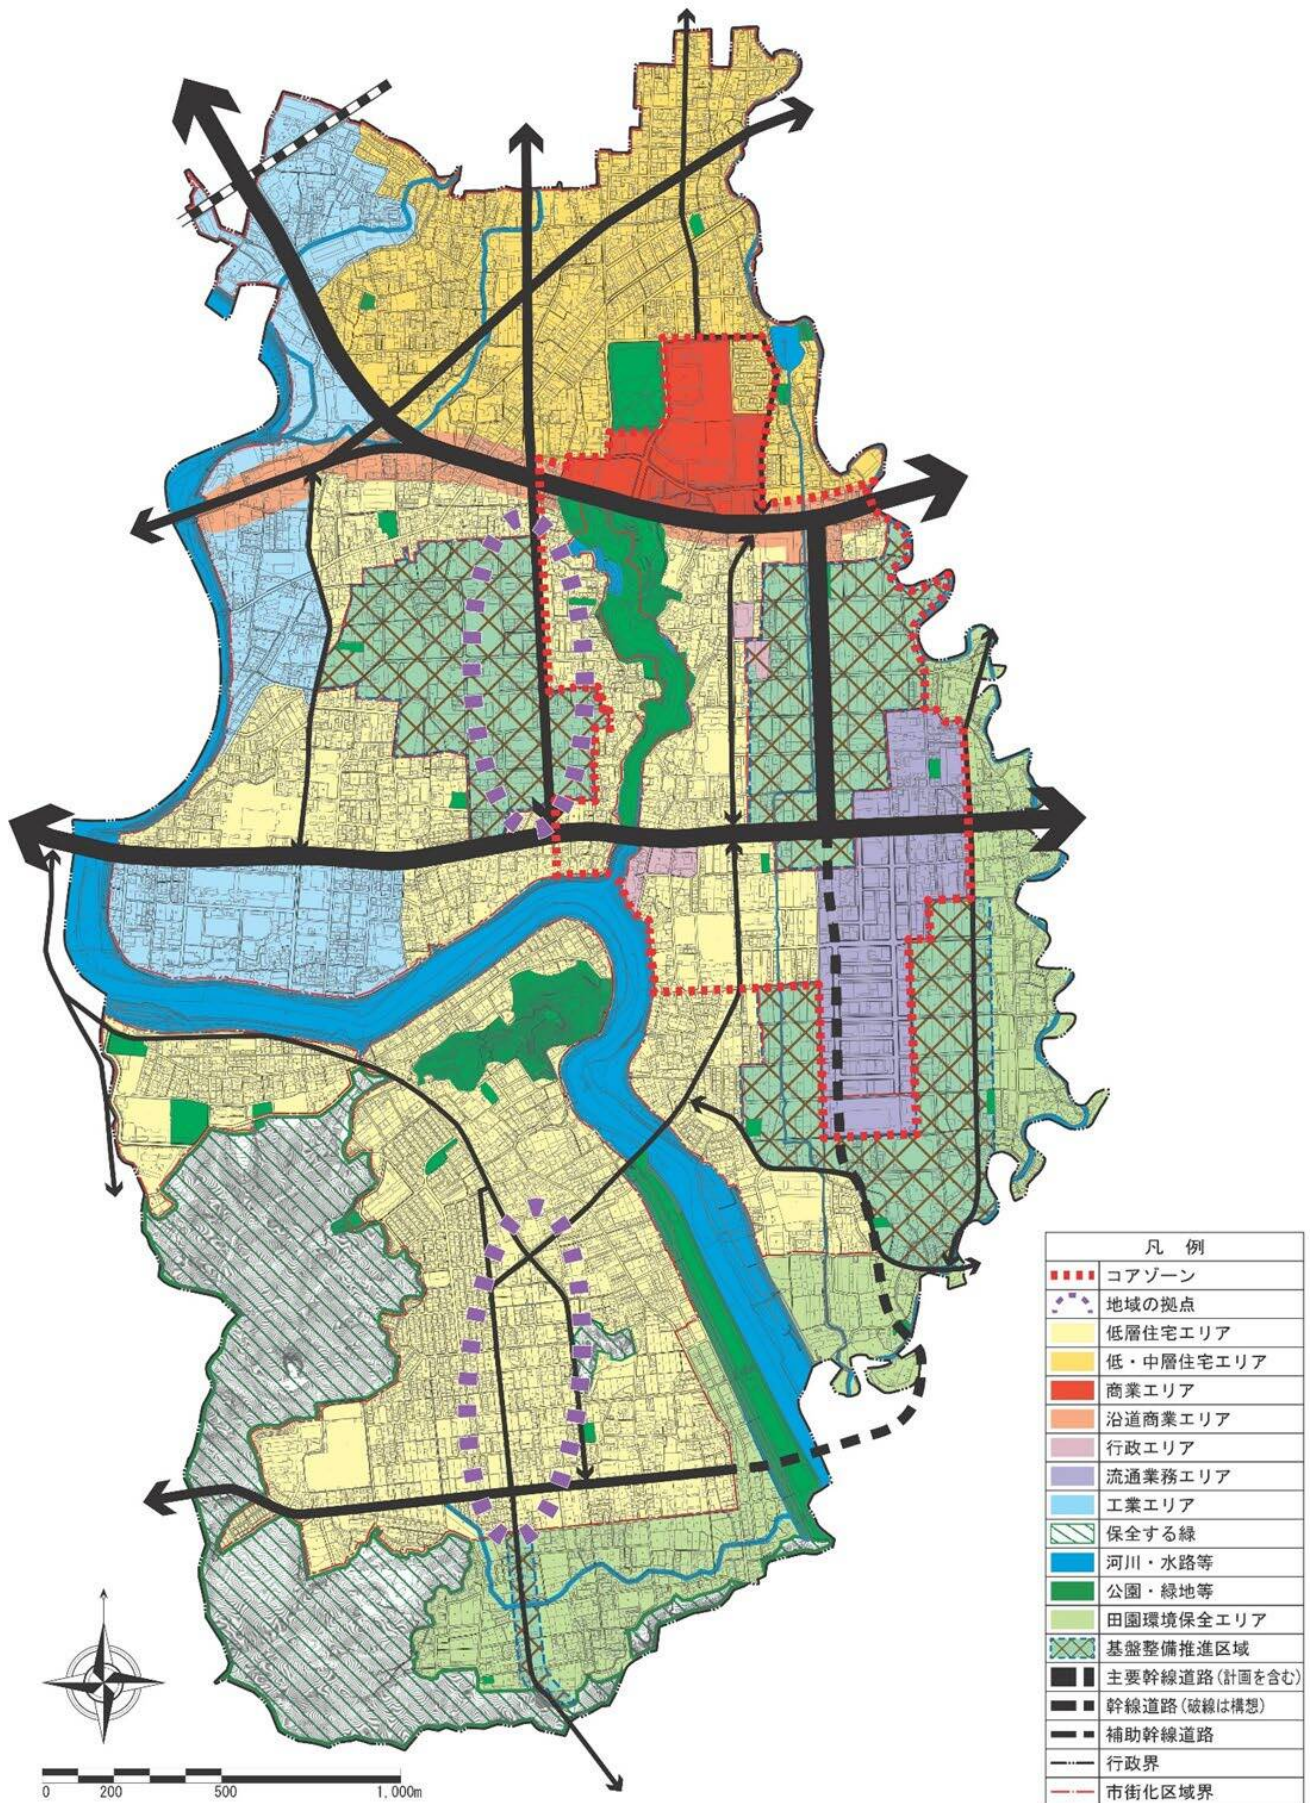 凡 例
コアゾーン
地域の拠点
低層住宅エリア
低・中層住宅エリア
商業エリア
沿道商業エリア
行政エリア
流通業務エリア
工業エリア
保全する緑
河川・水路等
公園・緑地等
田園環境保全エリア
基盤整備推進区域
主要幹線道路(計画を含む)
幹線道路(破線は構想)
補助幹線道路
行政界
市街化区域界
0 200 500 1,000m